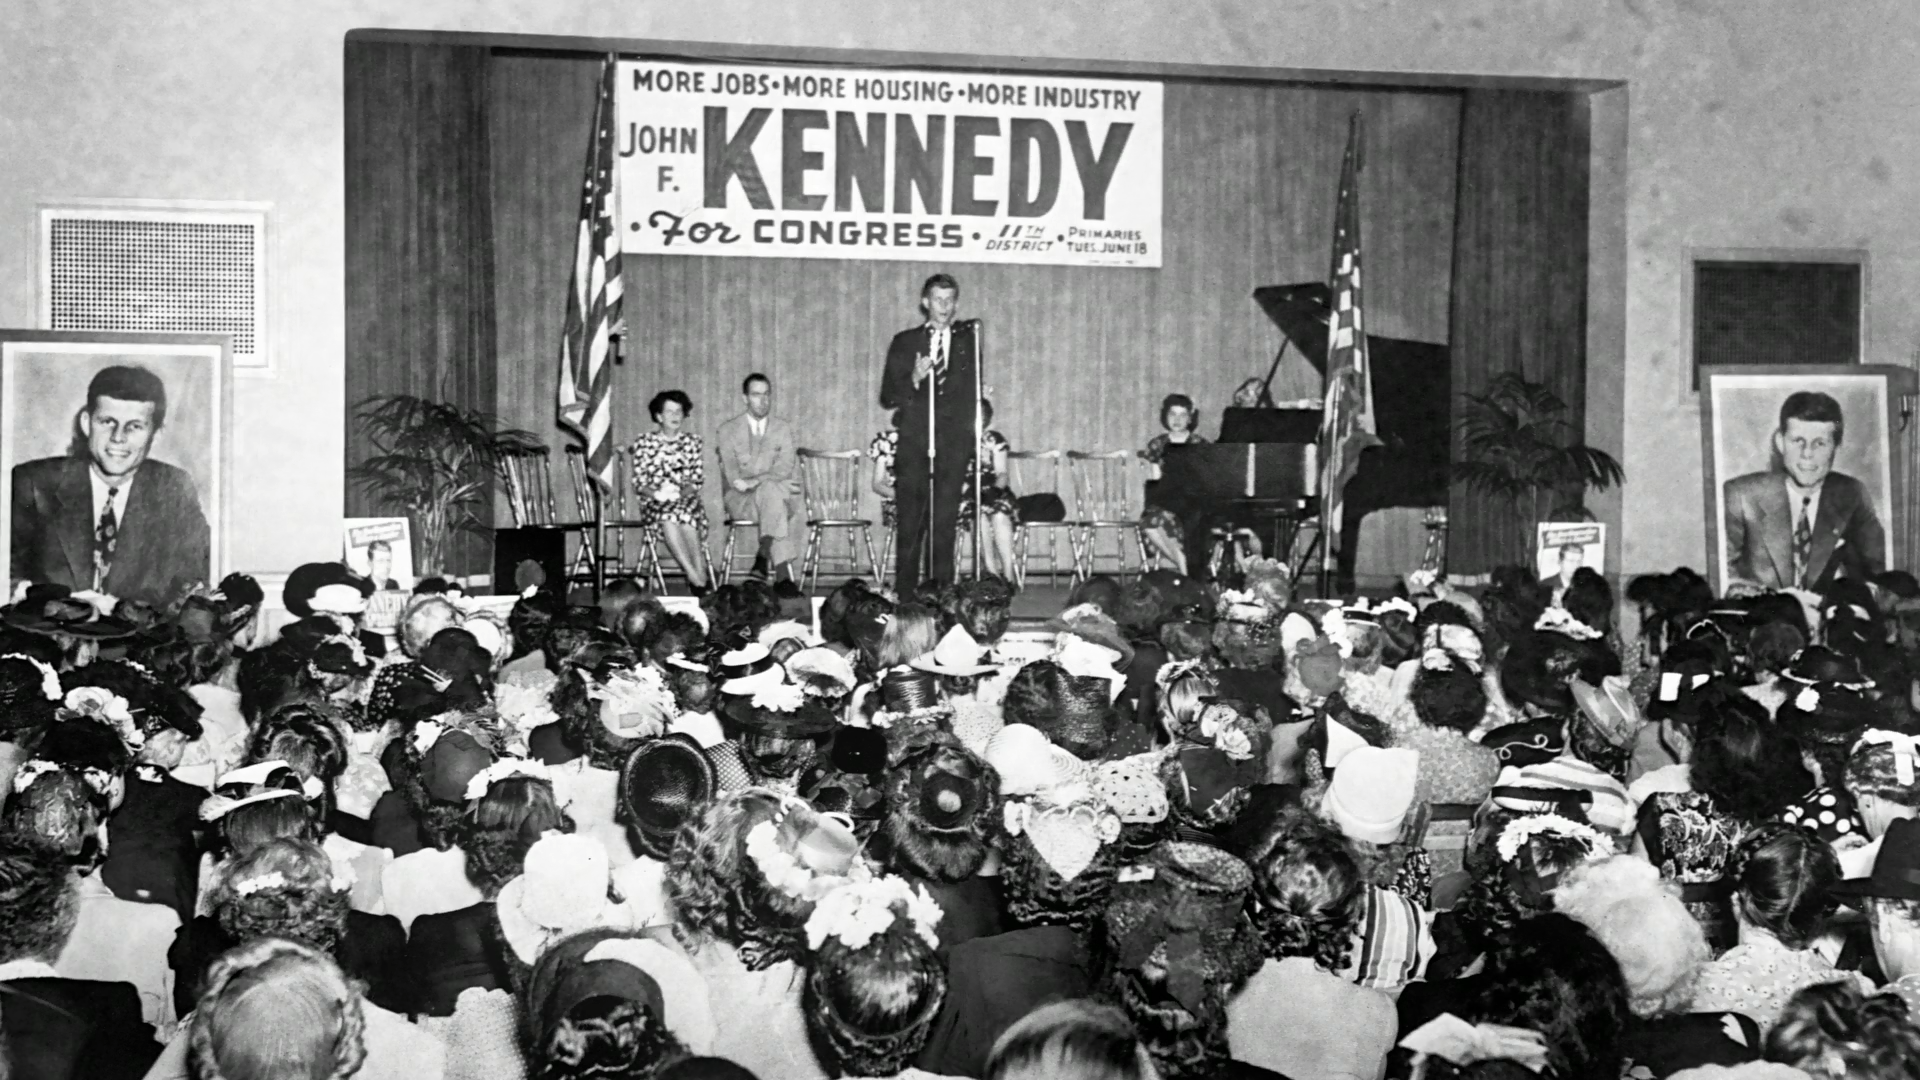 MORE JOBS • MORE HOUSING • MORE INDUSTRY
JOHN F. KENNEDY
• For CONGRESS • 11TH DISTRICT • PRIMARIES TUES. JUNE 18